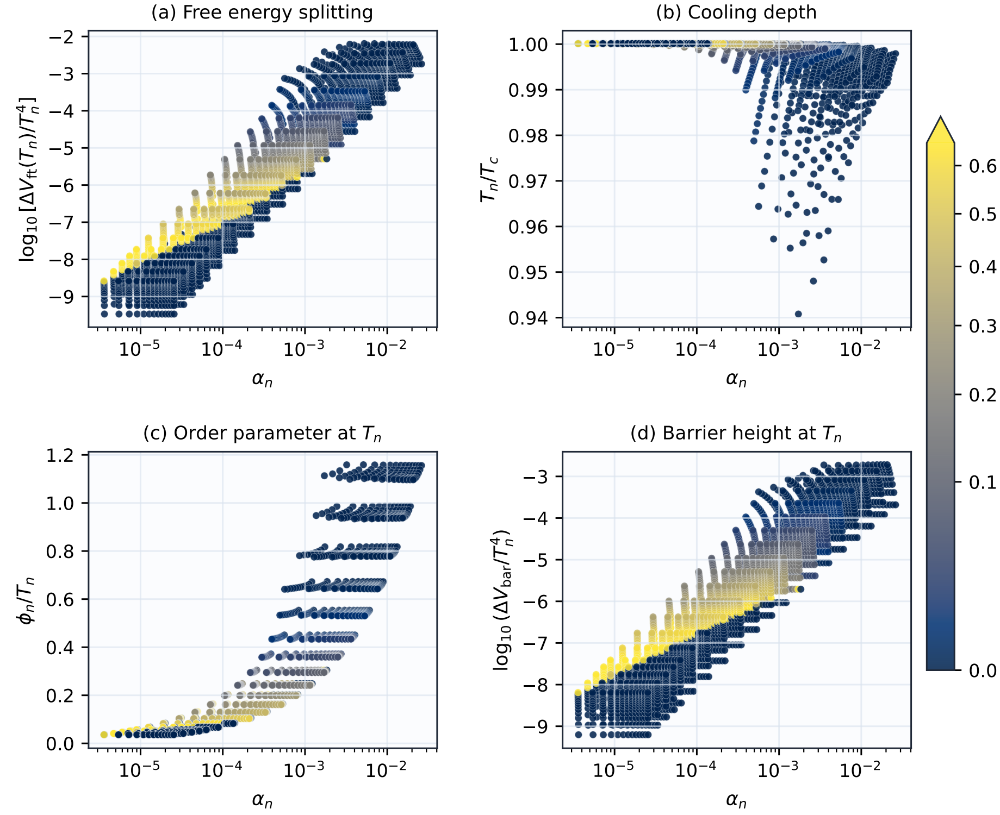 (a) Free energy splitting
−2
−3
−4
−5
−6
−7
−8
−9
log₁₀ [ΔV_ft(Tₙ)/Tₙ⁴]
10⁻⁵ 10⁻⁴ 10⁻³ 10⁻²
αₙ
(b) Cooling depth
1.00
0.99
0.98
0.97
0.96
0.95
0.94
Tₙ/T_c
10⁻⁵ 10⁻⁴ 10⁻³ 10⁻²
αₙ
(c) Order parameter at Tₙ
1.2
1.0
0.8
0.6
0.4
0.2
0.0
ϕₙ/Tₙ
10⁻⁵ 10⁻⁴ 10⁻³ 10⁻²
αₙ
(d) Barrier height at Tₙ
−3
−4
−5
−6
−7
−8
−9
log₁₀ (ΔV_bar/Tₙ⁴)
10⁻⁵ 10⁻⁴ 10⁻³ 10⁻²
αₙ
0.6
0.5
0.4
0.3
0.2
0.1
0.0